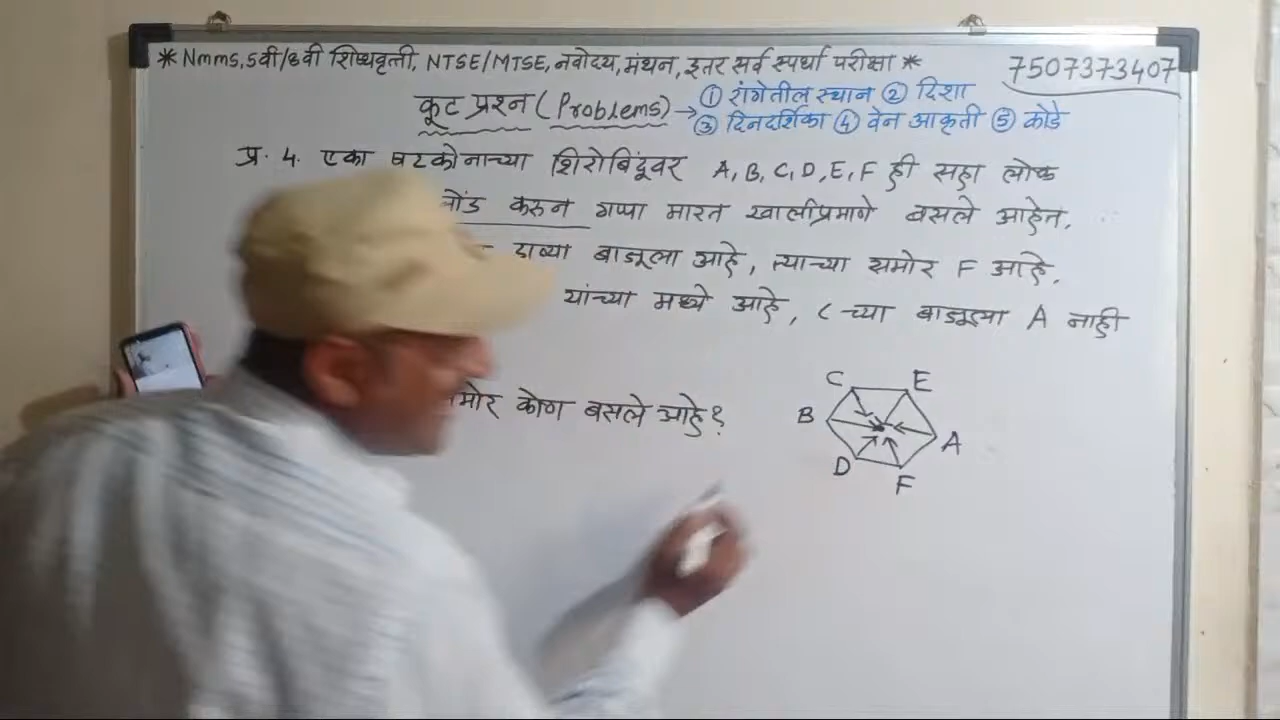 * Nmms, 5वी/8वी शिष्यवृत्ती, NTSE/MTSE, नवोदय, मंथन, इतर सर्व स्पर्धा परीक्षा *
7507373407
कूट प्रश्न (Problems) → ① रांगेतील स्थान ② दिशा
③ दिनदर्शिका ④ वेन आकृती ⑤ कोडे
प्र. 4. एका षटकोनाच्या शिरोबिंदूवर A, B, C, D, E, F ही सहा लोक
तोंड करून गप्पा मारत खालीप्रमाणे बसले आहेत.
डाव्या बाजूला आहे, त्याच्या समोर F आहे.
यांच्या मध्ये आहे, C च्या बाजूला A नाही
समोर कोण बसले आहे?
C E
B A
D F